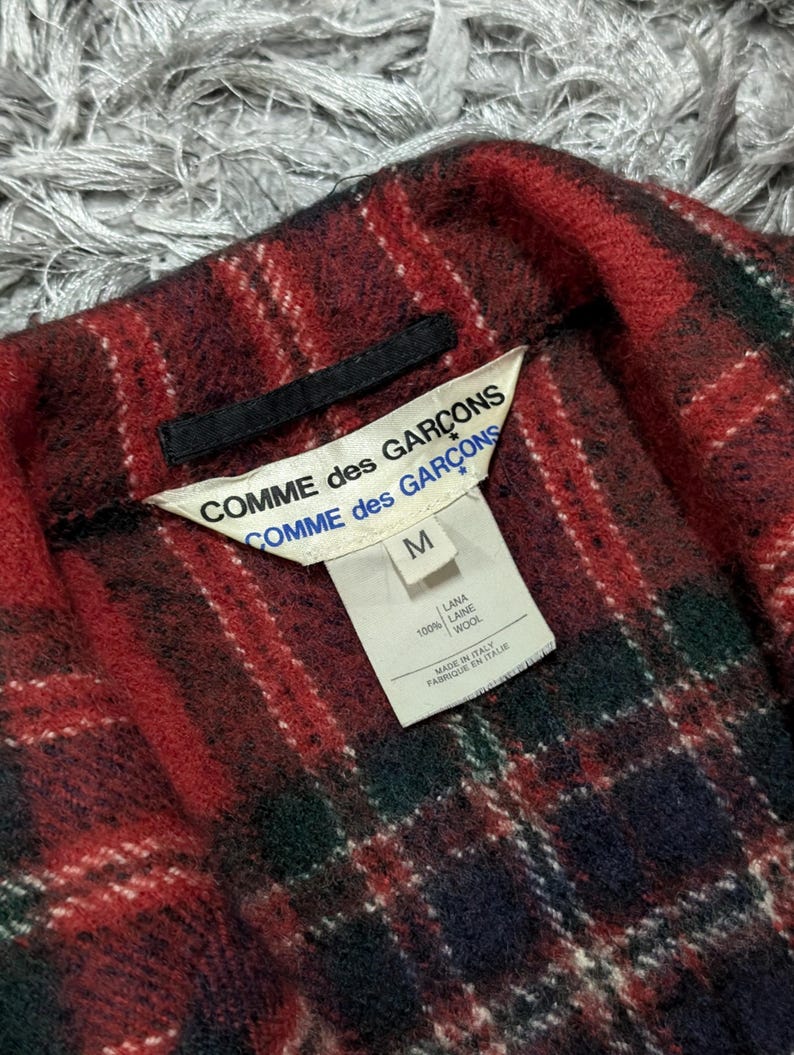 COMME des GARÇONS
*
COMME des GARÇONS
*
M
100%
LANA
LAINE
WOOL
MADE IN ITALY
FABRIQUE EN ITALIE